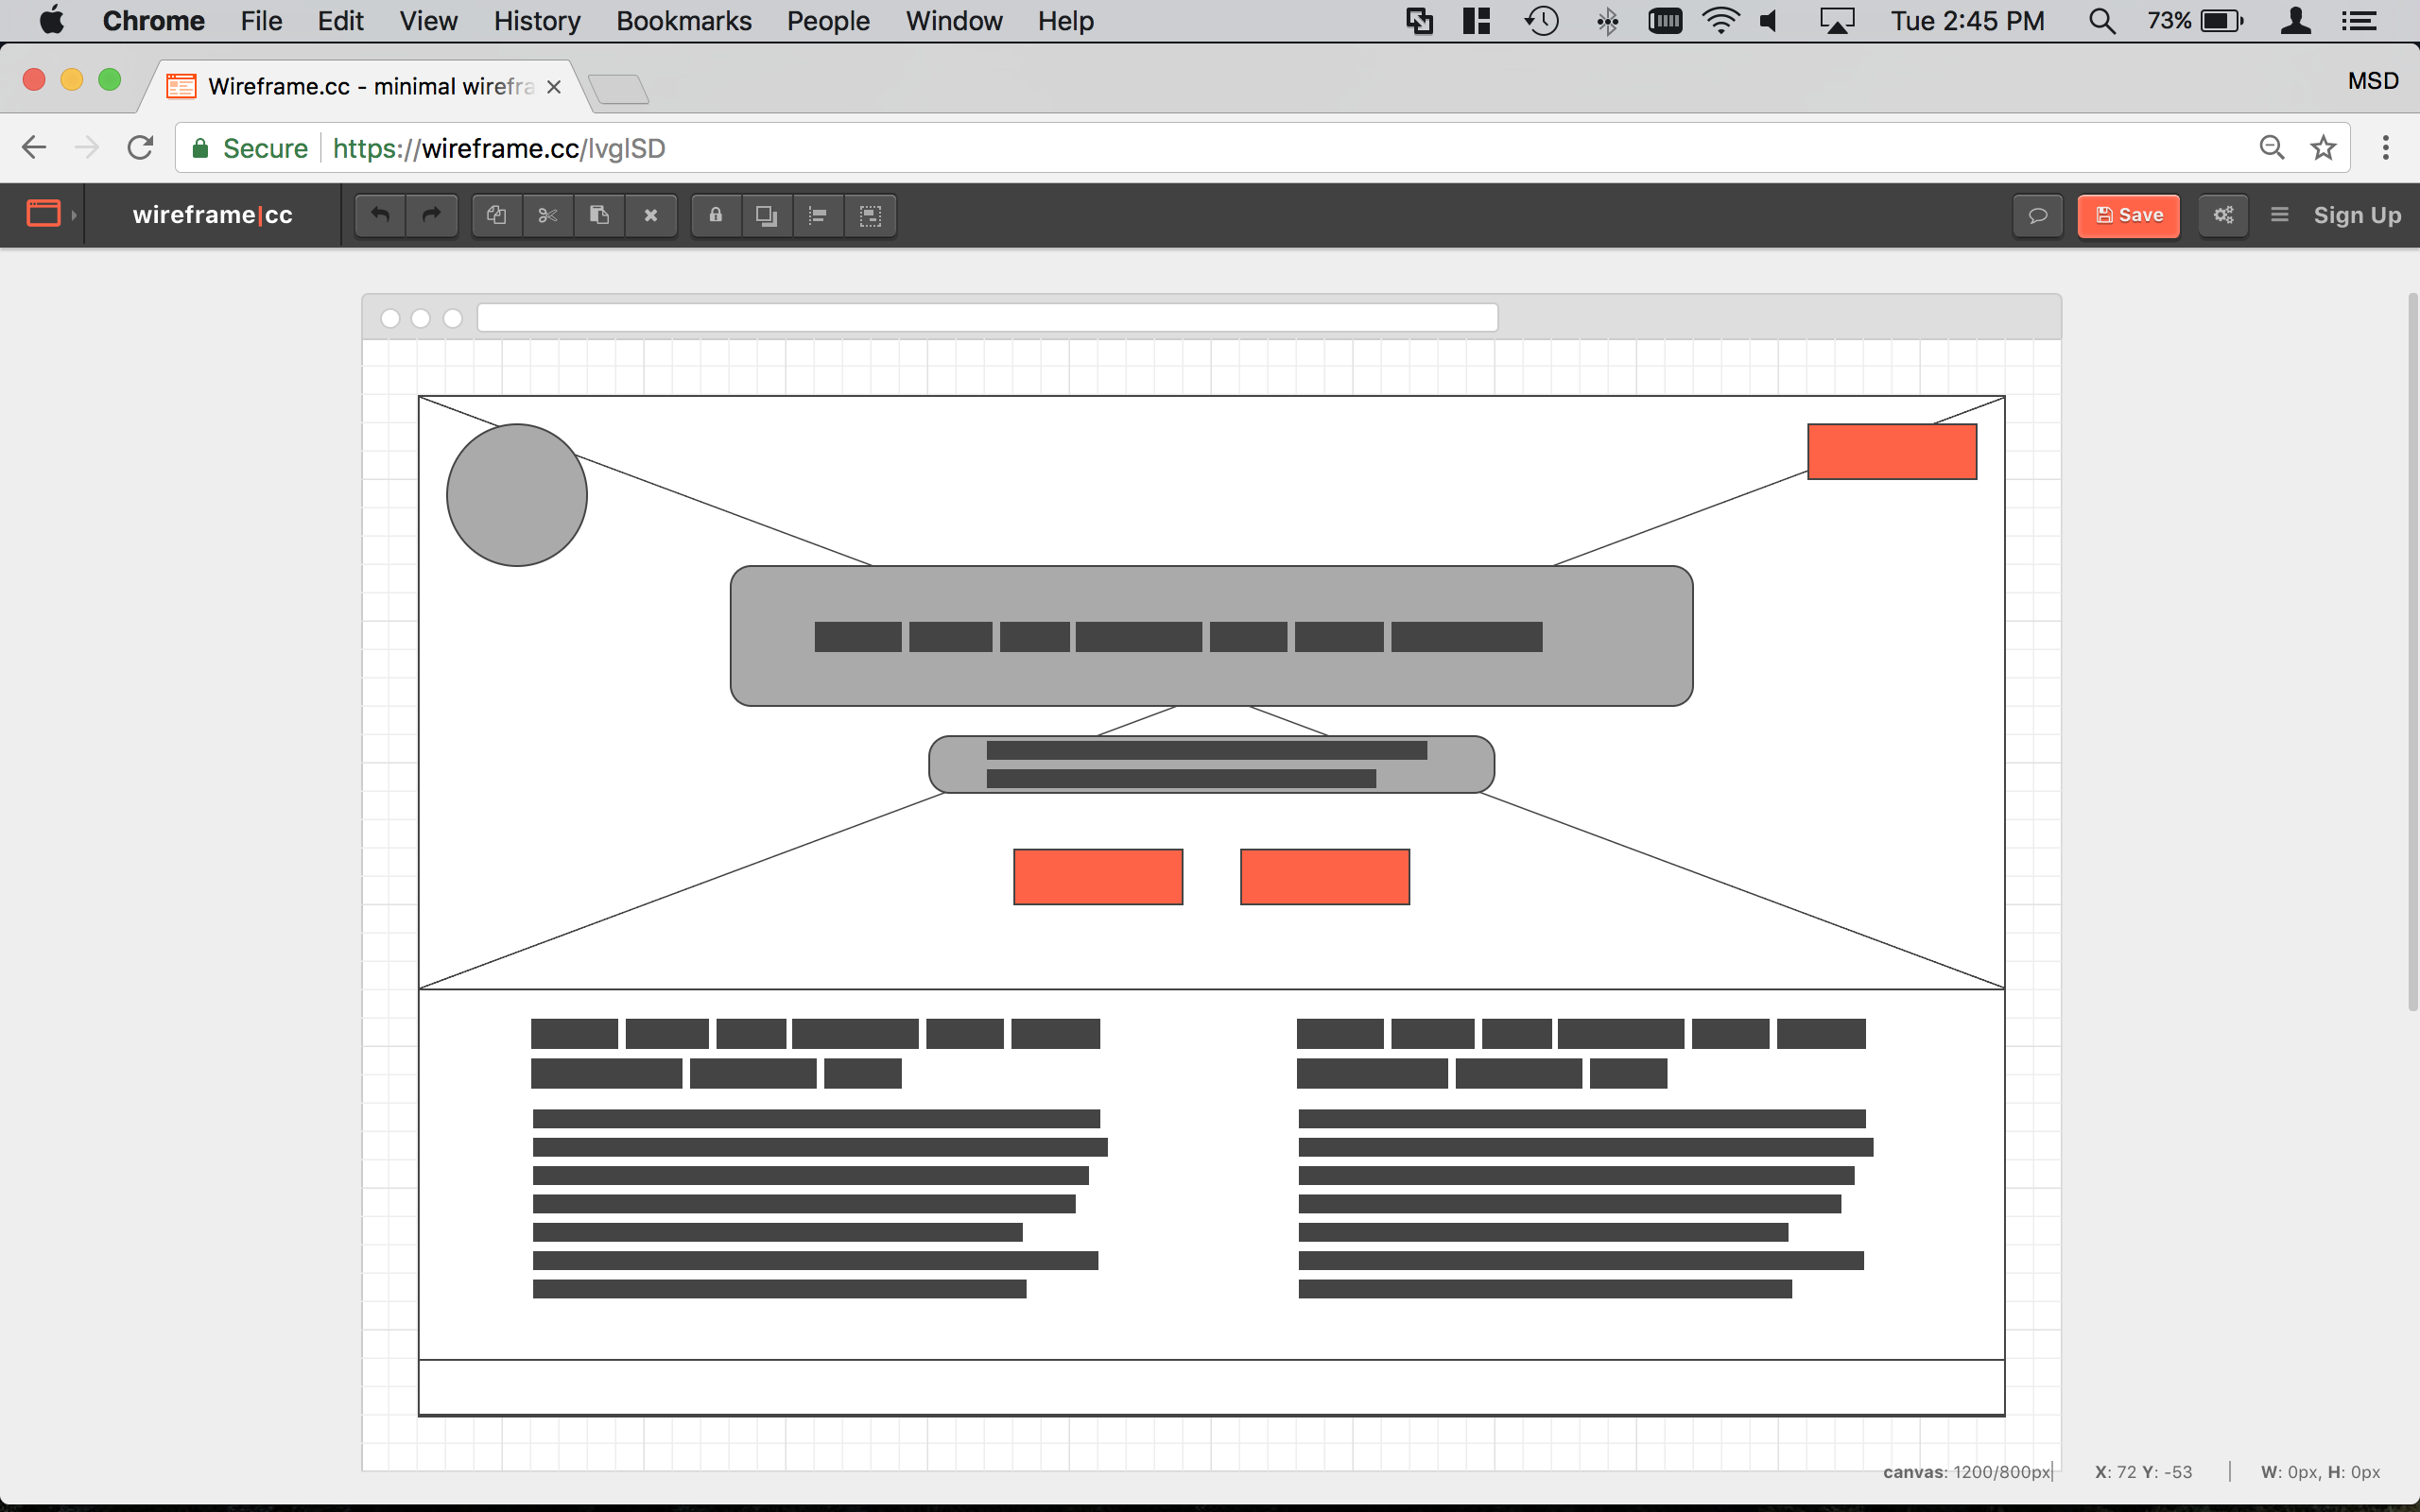 Chrome File Edit View History Bookmarks People Window Help Tue 2:45 PM 73%
Wireframe.cc - minimal wirefra MSD
Secure https://wireframe.cc/lvglSD
wireframe|cc Save Sign Up
canvas: 1200/800px X: 72 Y: -53 W: 0px, H: 0px